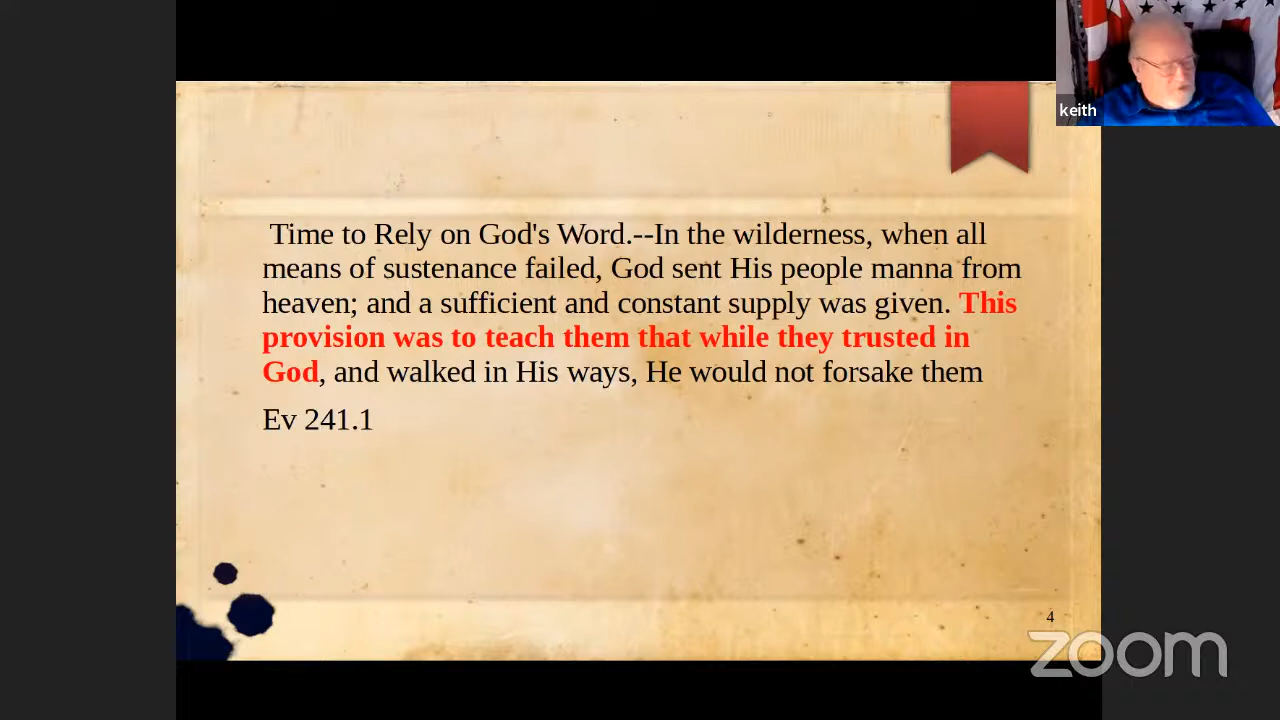 keith
Time to Rely on God's Word.--In the wilderness, when all
means of sustenance failed, God sent His people manna from
heaven; and a sufficient and constant supply was given. This
provision was to teach them that while they trusted in
God, and walked in His ways, He would not forsake them
Ev 241.1
4
zoom